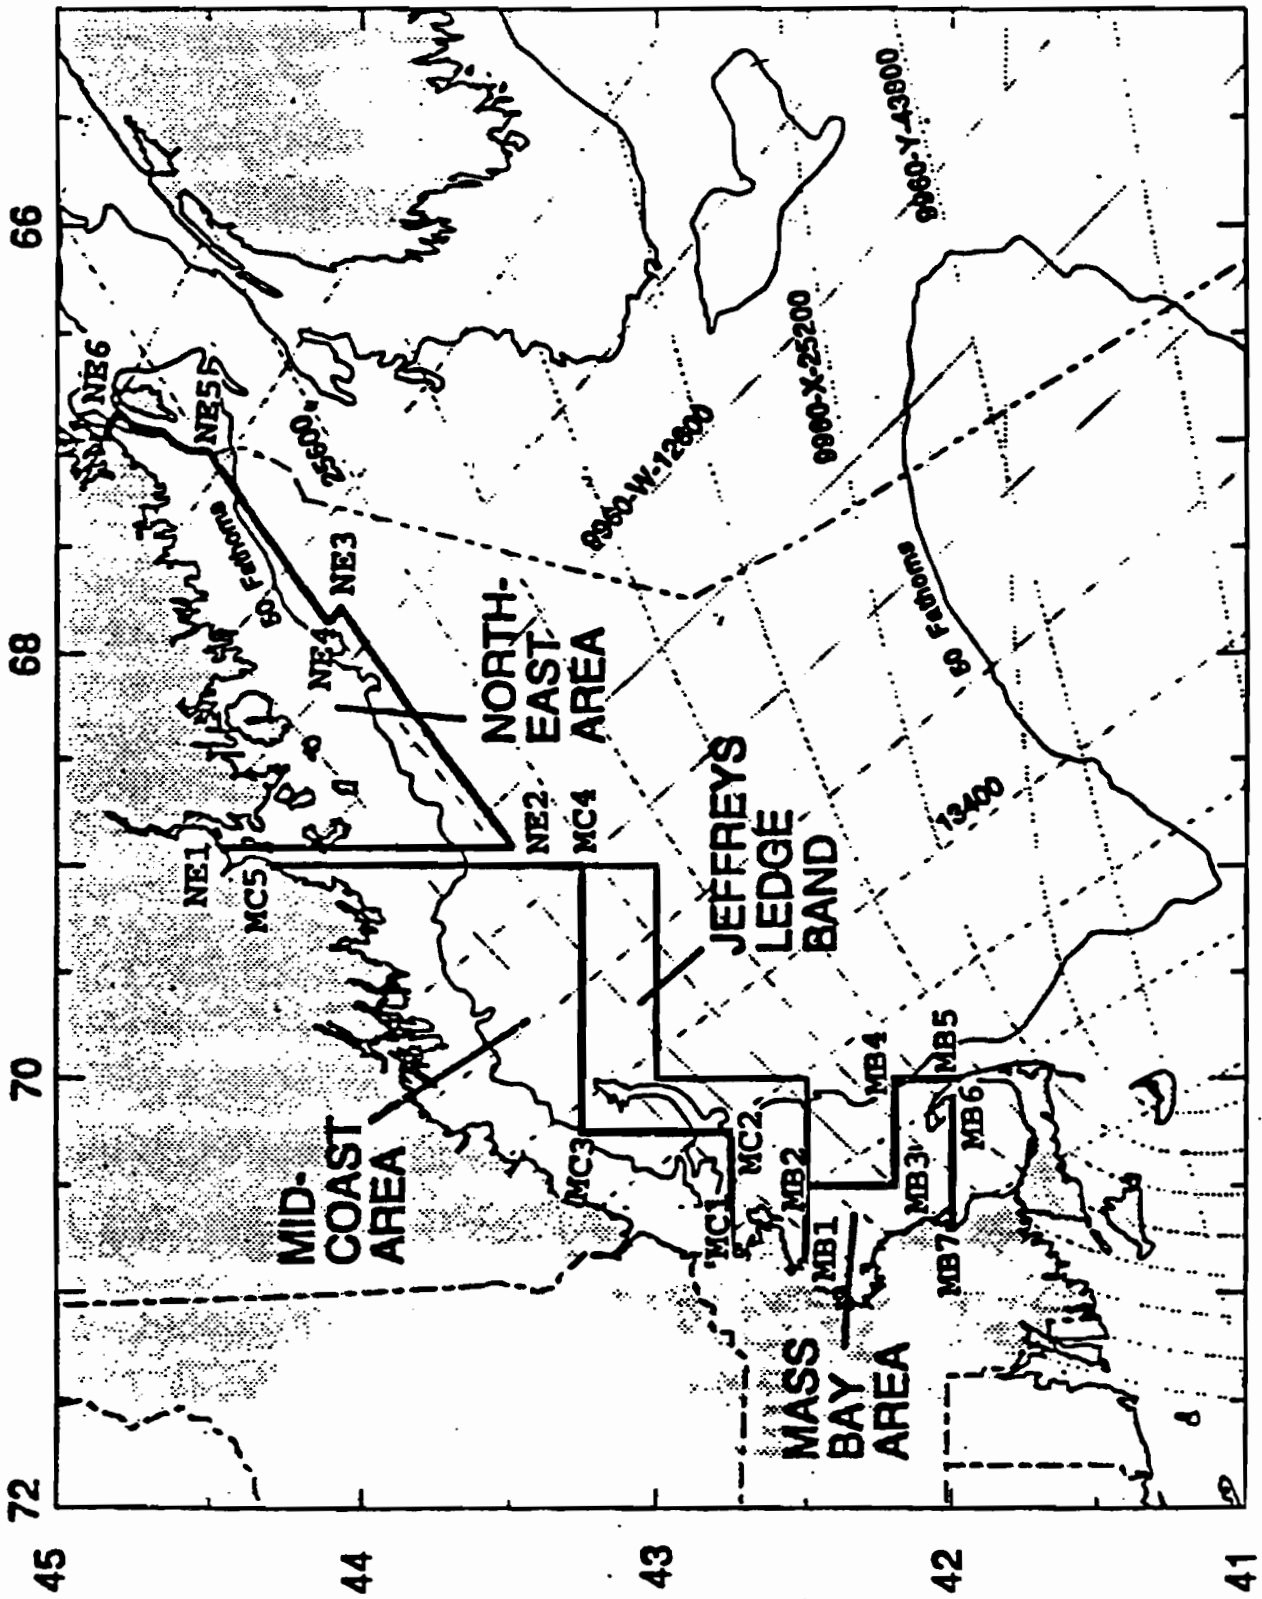 45
44
43
42
41
72
70
68
66
NE6
NE5
NE4
NE3
NE1
NE2
MC5
MC4
MC3
MC2
MC1
MB1
MB2
MB3
MB4
MB5
MB6
MB7
MID-
COAST
AREA
NORTH-
EAST
AREA
JEFFREYS
LEDGE
BAND
MASS
BAY
AREA
50 Fathoms
50 Fathoms
25600
9960-W-12800
9960-X-25200
9960-Y-43800
13400